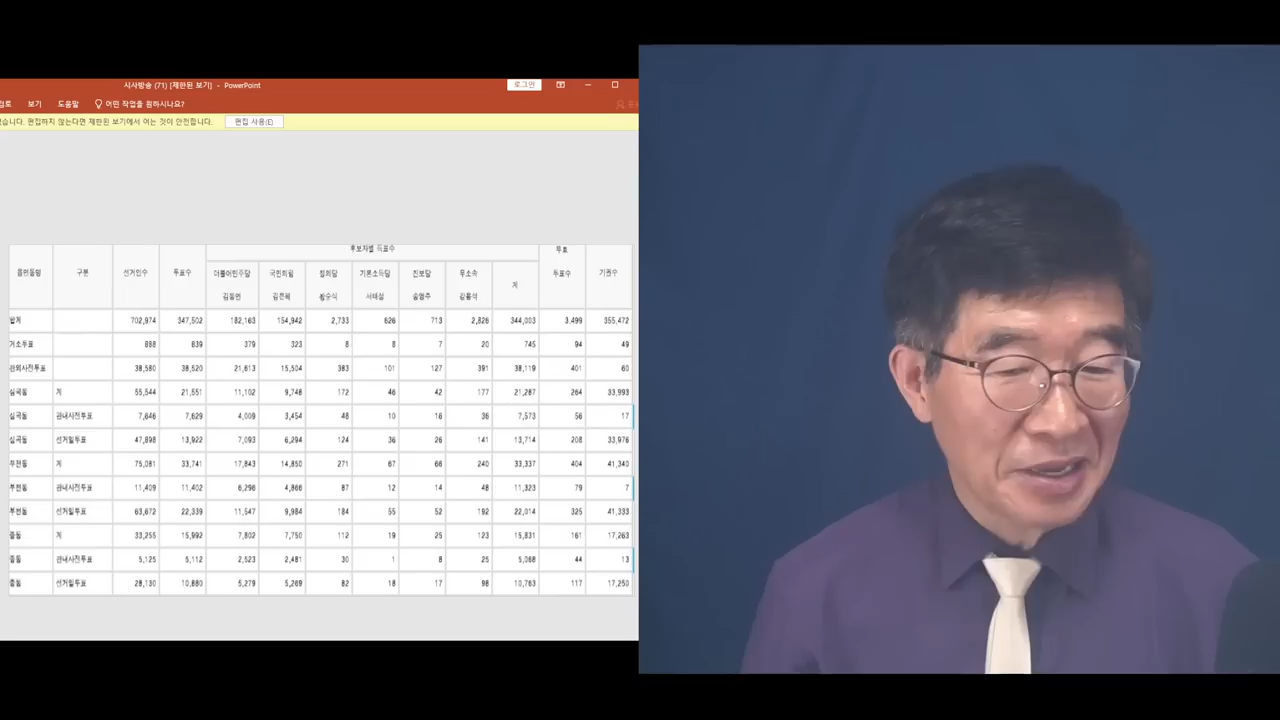 시사방송 (71) [제한된 보기] - PowerPoint
로그인
검토 보기 도움말 어떤 작업을 원하시나요?
습니다. 편집하지 않는다면 제한된 보기에서 여는 것이 안전합니다. 편집 사용(E)
읍면동명 구분 선거인수 투표수 후보자별 득표수 무효 투표수 기권수
더불어민주당 김동연 국민의힘 김은혜 정의당 황순식 기본소득당 서태성 진보당 송영주 무소속 강용석 계
합계 702,974 347,502 182,163 154,942 2,733 626 713 2,826 344,003 3,499 355,472
거소투표 888 839 379 323 8 8 7 20 745 94 49
관외사전투표 38,580 38,520 21,613 15,504 383 101 127 391 38,119 401 60
심곡동 계 55,544 21,551 11,102 9,748 172 46 42 177 21,287 264 33,993
심곡동 관내사전투표 7,646 7,629 4,009 3,454 48 10 16 36 7,573 56 17
심곡동 선거일투표 47,898 13,922 7,093 6,294 124 36 26 141 13,714 208 33,976
부천동 계 75,081 33,741 17,843 14,850 271 67 66 240 33,337 404 41,340
부천동 관내사전투표 11,409 11,402 6,296 4,866 87 12 14 48 11,323 79 7
부천동 선거일투표 63,672 22,339 11,547 9,984 184 55 52 192 22,014 325 41,333
중동 계 33,255 15,992 7,802 7,750 112 19 25 123 15,831 161 17,263
중동 관내사전투표 5,125 5,112 2,523 2,481 30 1 8 25 5,068 44 13
중동 선거일투표 28,130 10,880 5,279 5,269 82 18 17 98 10,763 117 17,250